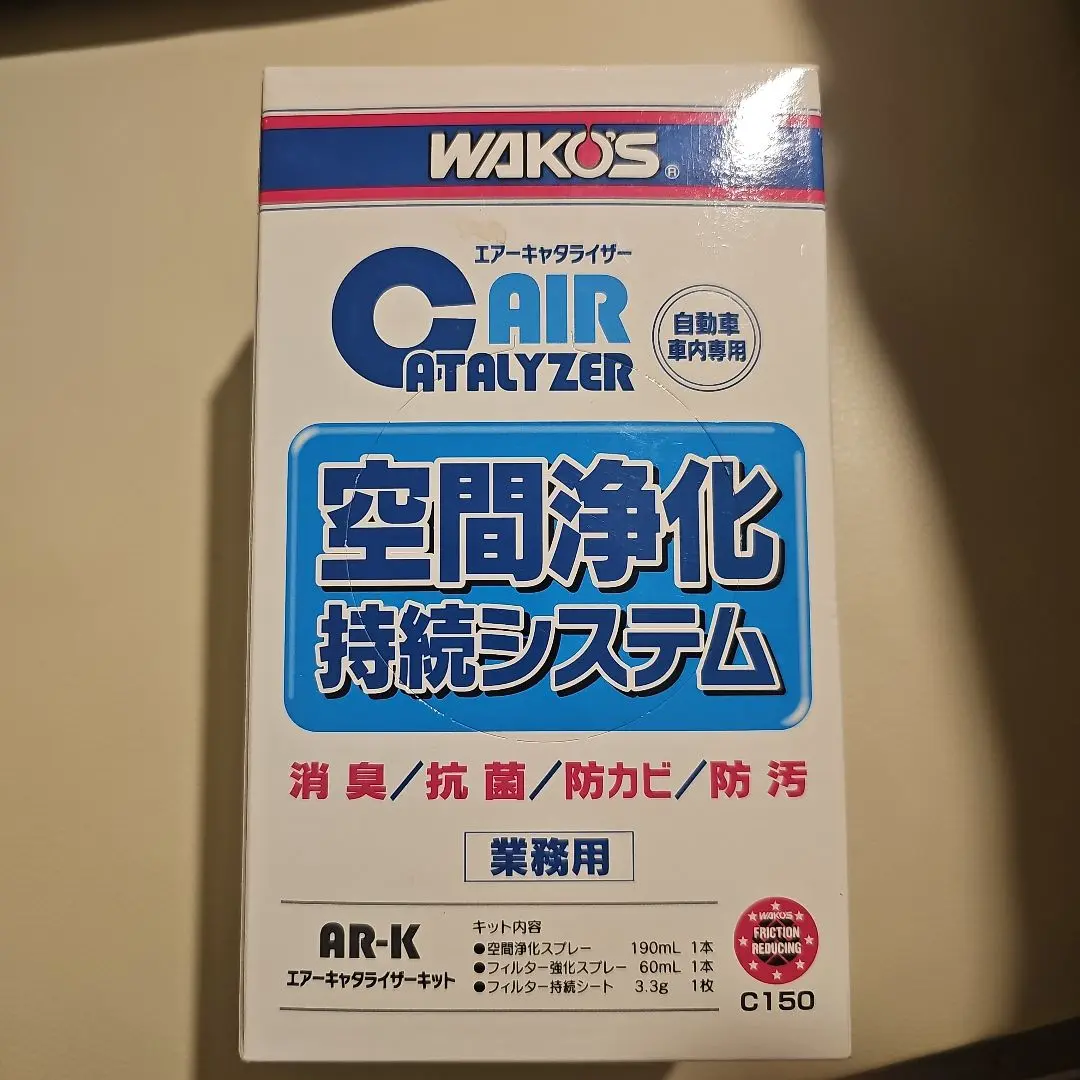 WAKO'S®
エアーキャタライザー
AIR
CATALYZER
自動車
車内専用
空間浄化
持続システム
消臭/抗菌/防カビ/防汚
業務用
AR-K
エアーキャタライザーキット
キット内容
●空間浄化スプレー 190mL 1本
●フィルター強化スプレー 60mL 1本
●フィルター持続シート 3.3g 1枚
WAKO'S
FRICTION
REDUCING
C150